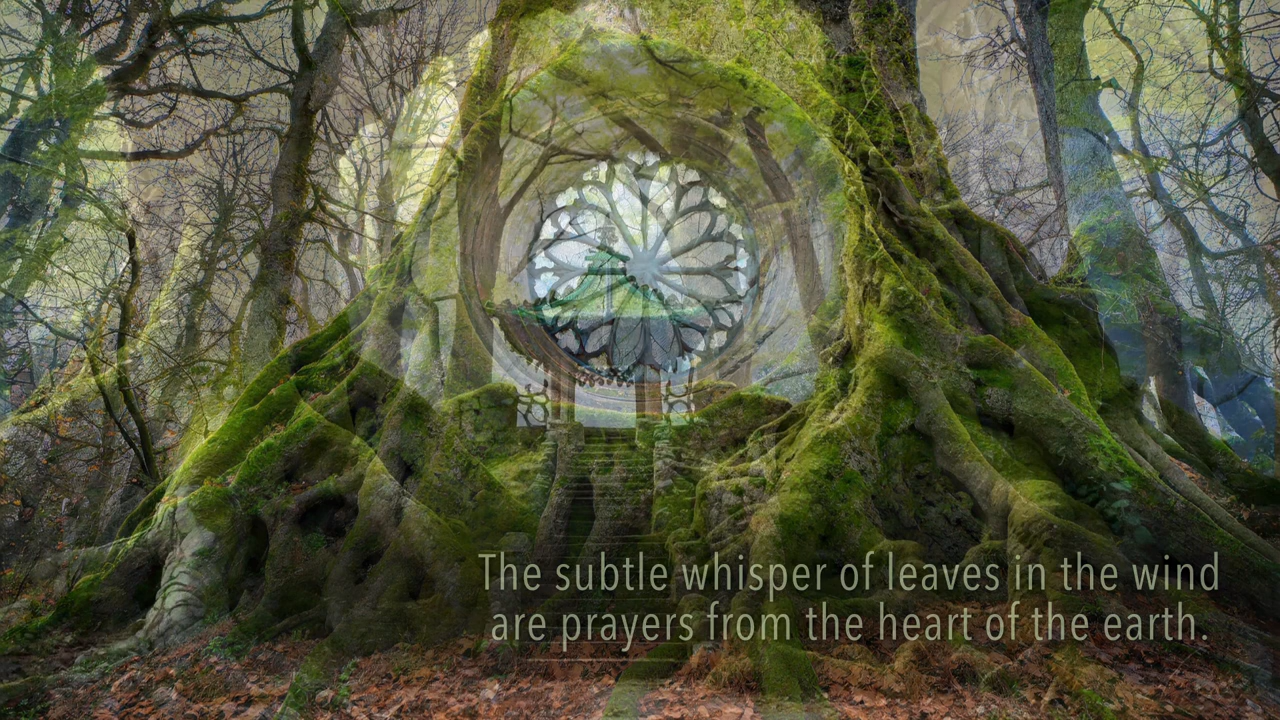 The subtle whisper of leaves in the wind
are prayers from the heart of the earth.